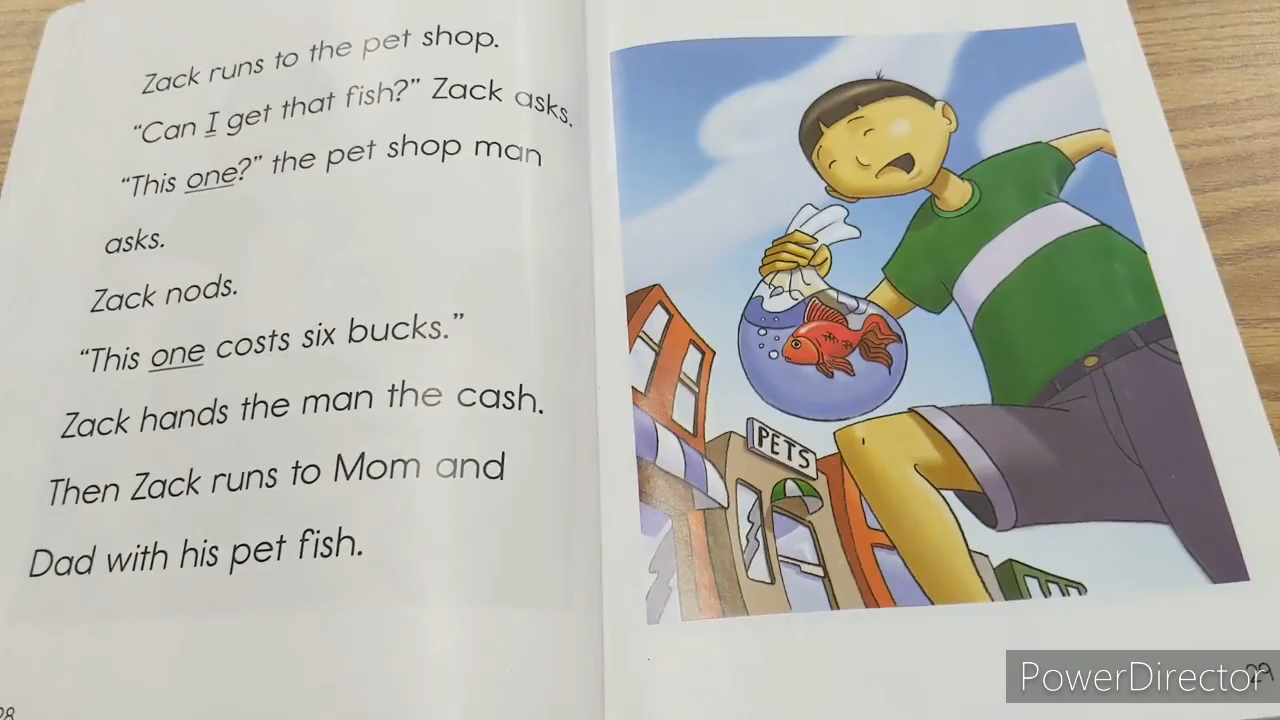 Zack runs to the pet shop.
“Can I get that fish?” Zack asks.
“This one?” the pet shop man
asks.
Zack nods.
“This one costs six bucks.”
Zack hands the man the cash.
Then Zack runs to Mom and
Dad with his pet fish.
28
PETS
29
PowerDirector